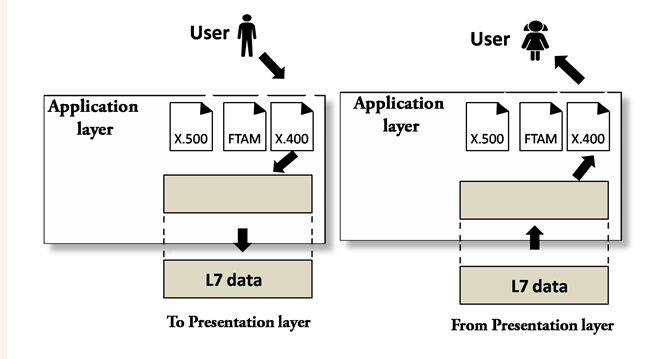 User
Application
layer
X.500
FTAM
X.400
L7 data
To Presentation layer
User
Application
layer
X.500
FTAM
X.400
L7 data
From Presentation layer